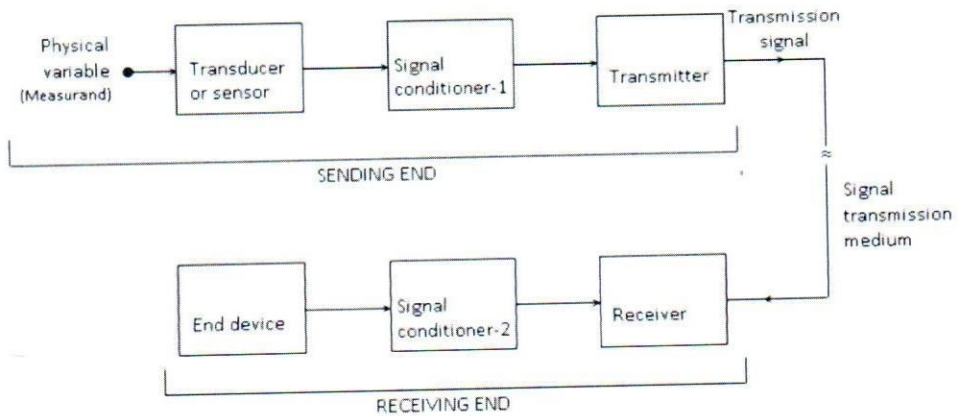 Physical
variable
(Measurand)
Transducer
or sensor
Signal
conditioner-1
Transmitter
Transmission
signal
SENDING END
≈
Signal
transmission
medium
End device
Signal
conditioner-2
Receiver
RECEIVING END